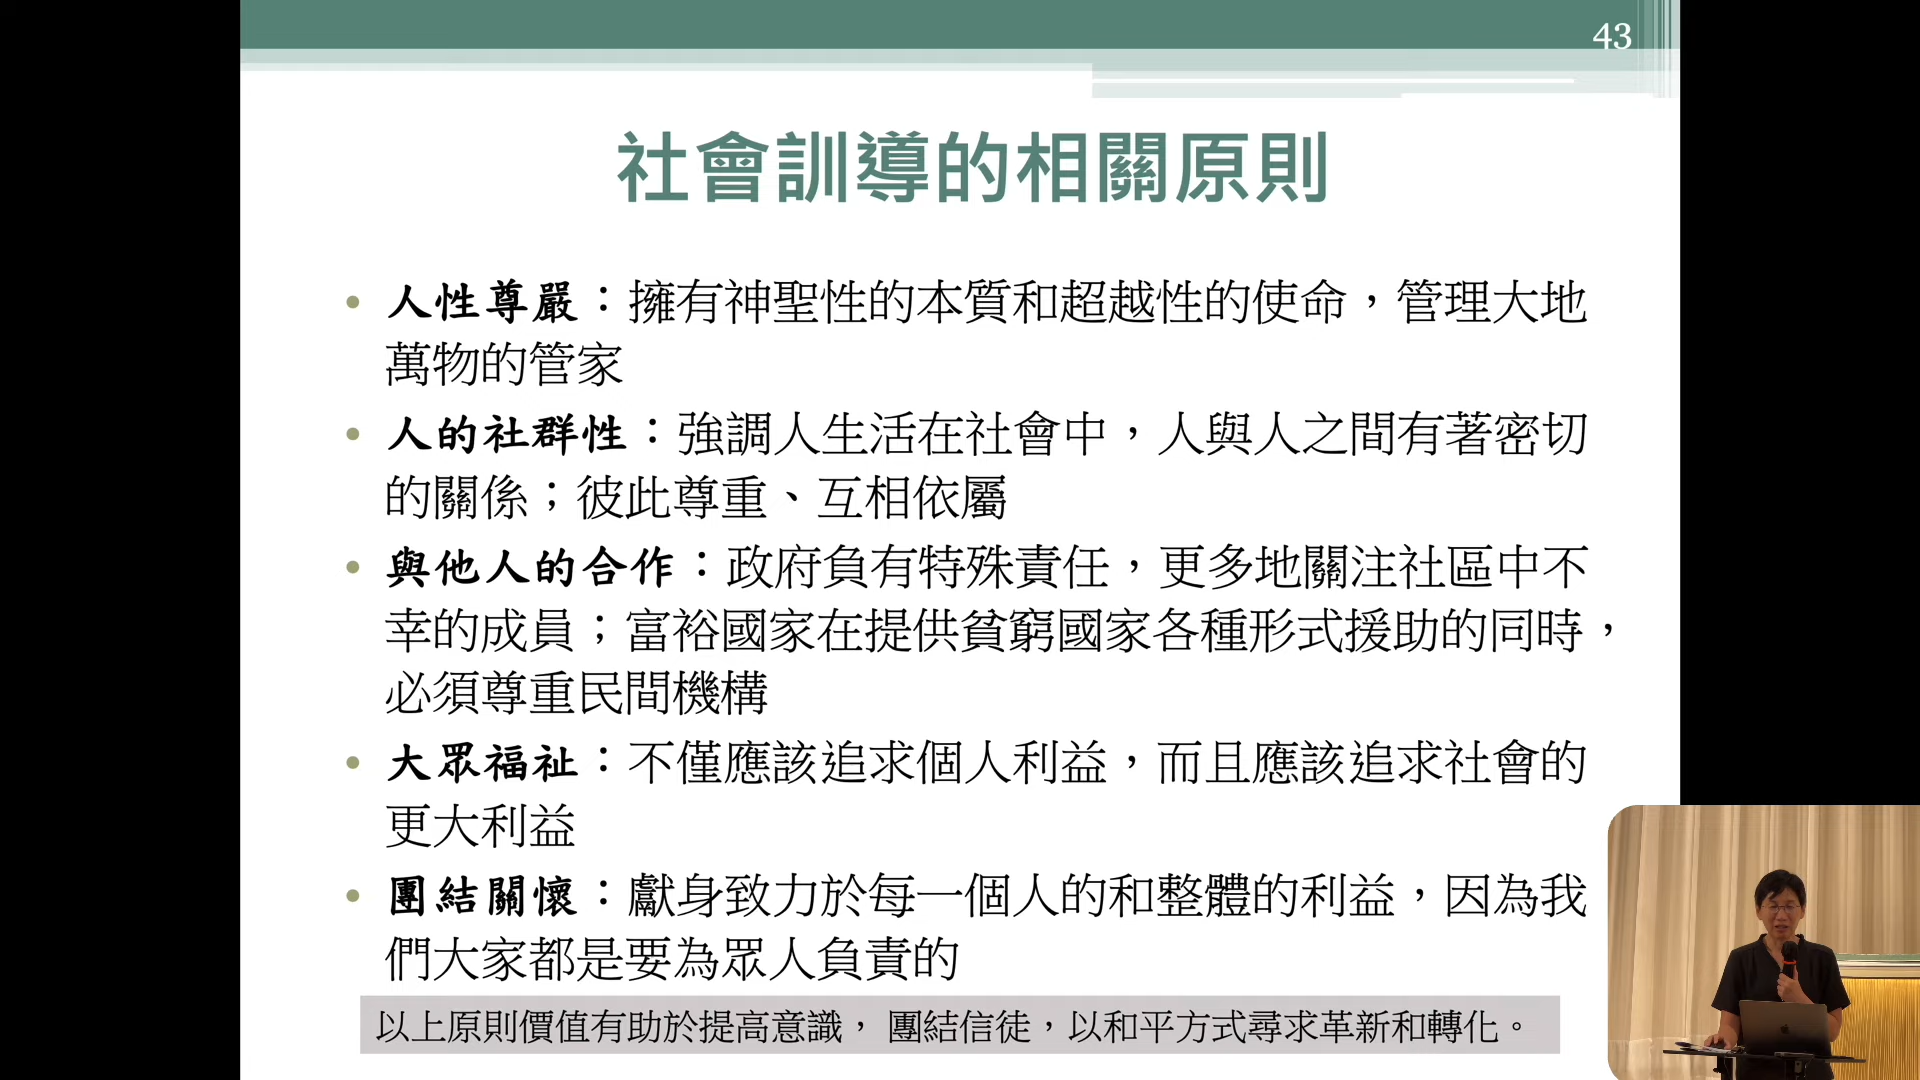 43
社會訓導的相關原則
• 人性尊嚴：擁有神聖性的本質和超越性的使命，管理大地
萬物的管家
• 人的社群性：強調人生活在社會中，人與人之間有著密切
的關係；彼此尊重、互相依屬
• 與他人的合作：政府負有特殊責任，更多地關注社區中不
幸的成員；富裕國家在提供貧窮國家各種形式援助的同時，
必須尊重民間機構
• 大眾福祉：不僅應該追求個人利益，而且應該追求社會的
更大利益
• 團結關懷：獻身致力於每一個人的和整體的利益，因為我
們大家都是要為眾人負責的
以上原則價值有助於提高意識， 團結信徒，以和平方式尋求革新和轉化。